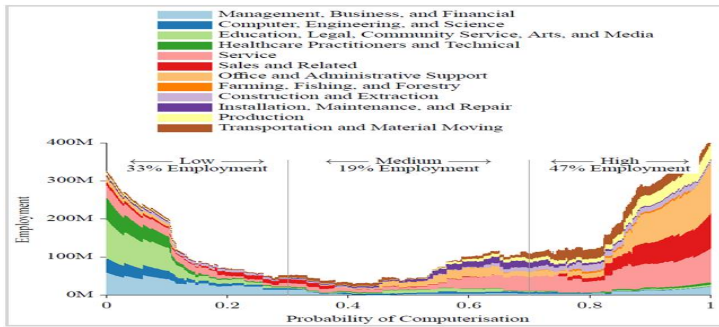 Management, Business, and Financial
Computer, Engineering, and Science
Education, Legal, Community Service, Arts, and Media
Healthcare Practitioners and Technical
Service
Sales and Related
Office and Administrative Support
Farming, Fishing, and Forestry
Construction and Extraction
Installation, Maintenance, and Repair
Production
Transportation and Material Moving
400M
Low Medium High
33% Employment 19% Employment 47% Employment
300M
200M
100M
0M
Employment
0 0.2 0.4 0.6 0.8 1
Probability of Computerisation